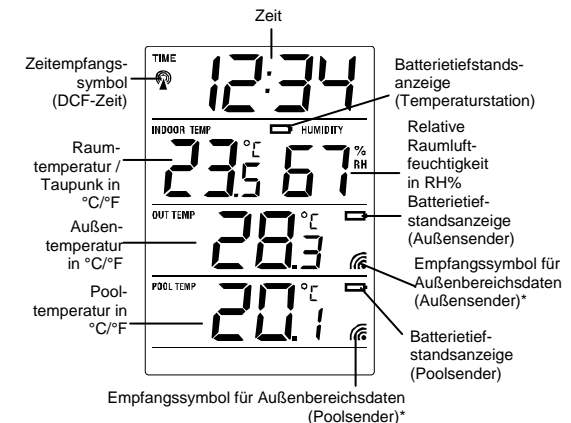 Zeit
Zeitempfangs-
symbol
(DCF-Zeit)
TIME
12:34
Batterietiefstands-
anzeige
(Temperaturstation)
INDOOR TEMP
HUMIDITY
23.5 °C
67 % RH
Raum-
temperatur /
Taupunk in
°C/°F
Relative
Raumluft-
feuchtigkeit
in RH%
OUT TEMP
28.3 °C
Außen-
temperatur
in °C/°F
Batterietief-
standsanzeige
(Außensender)
Empfangssymbol für
Außenbereichsdaten
(Außensender)*
POOL TEMP
20.1 °C
Pool-
temperatur in
°C/°F
Batterietief-
standsanzeige
(Poolsender)
Empfangssymbol für Außenbereichsdaten
(Poolsender)*